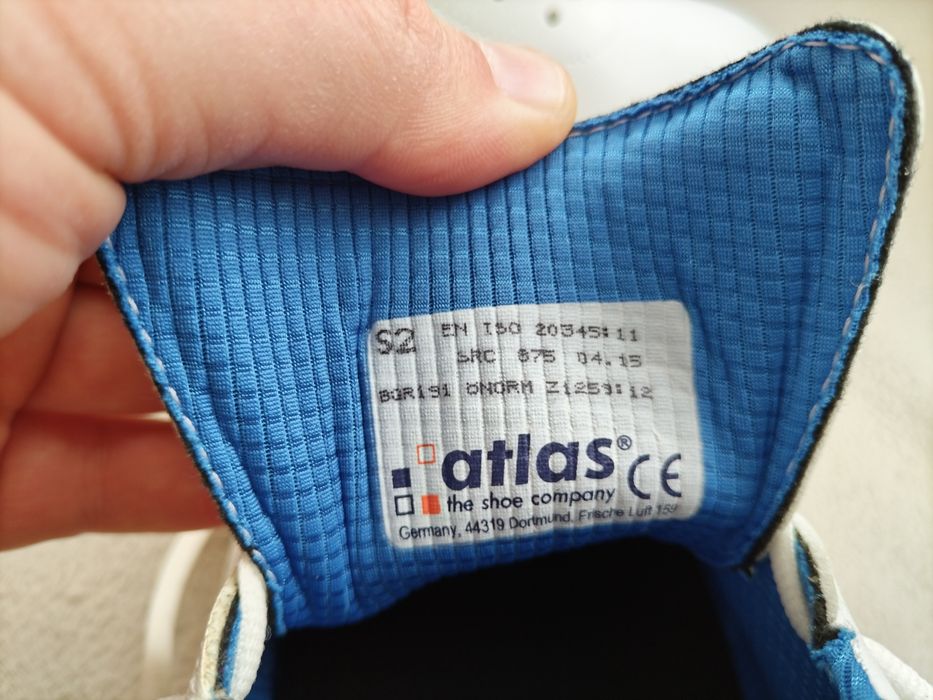 S2 EN ISO 20345:11
SRC 875 04.15
BGR191 ÖNORM Z1259:12
atlas®
CE
the shoe company
Germany, 44319 Dortmund, Frische Luft 159